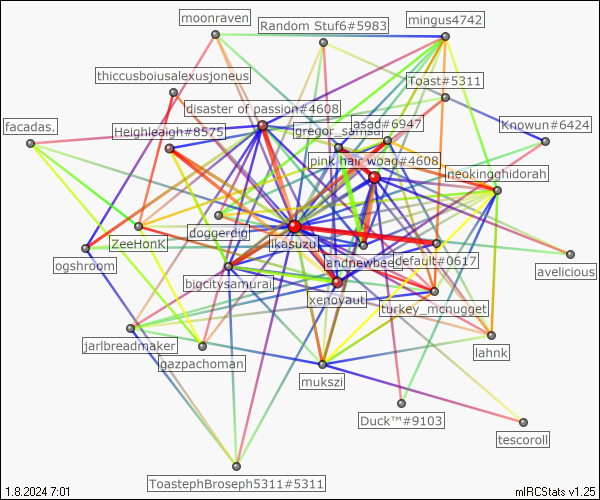 moonraven
Random Stuf6#5983
mingus4742
thiccusboiusalexusjoneus
Toast#5311
disaster of passion#4608
facadas.
Heighleaigh#8575
gregor_samsa
asad#6947
Knowun#6424
pink hair woag#4608
neokingghidorah
doggerdig
ZeeHonK
likasuzu
landnewbee
default#0617
ogshroom
bigcitysamurai
avelicious
xenoyaut
turkey_mcnugget
jarlbreadmaker
gazpachoman
lahnk
mukszi
Duck™#9103
tescoroll
ToastephBroseph5311#5311
1.8.2024 7:01
mIRCStats v1.25